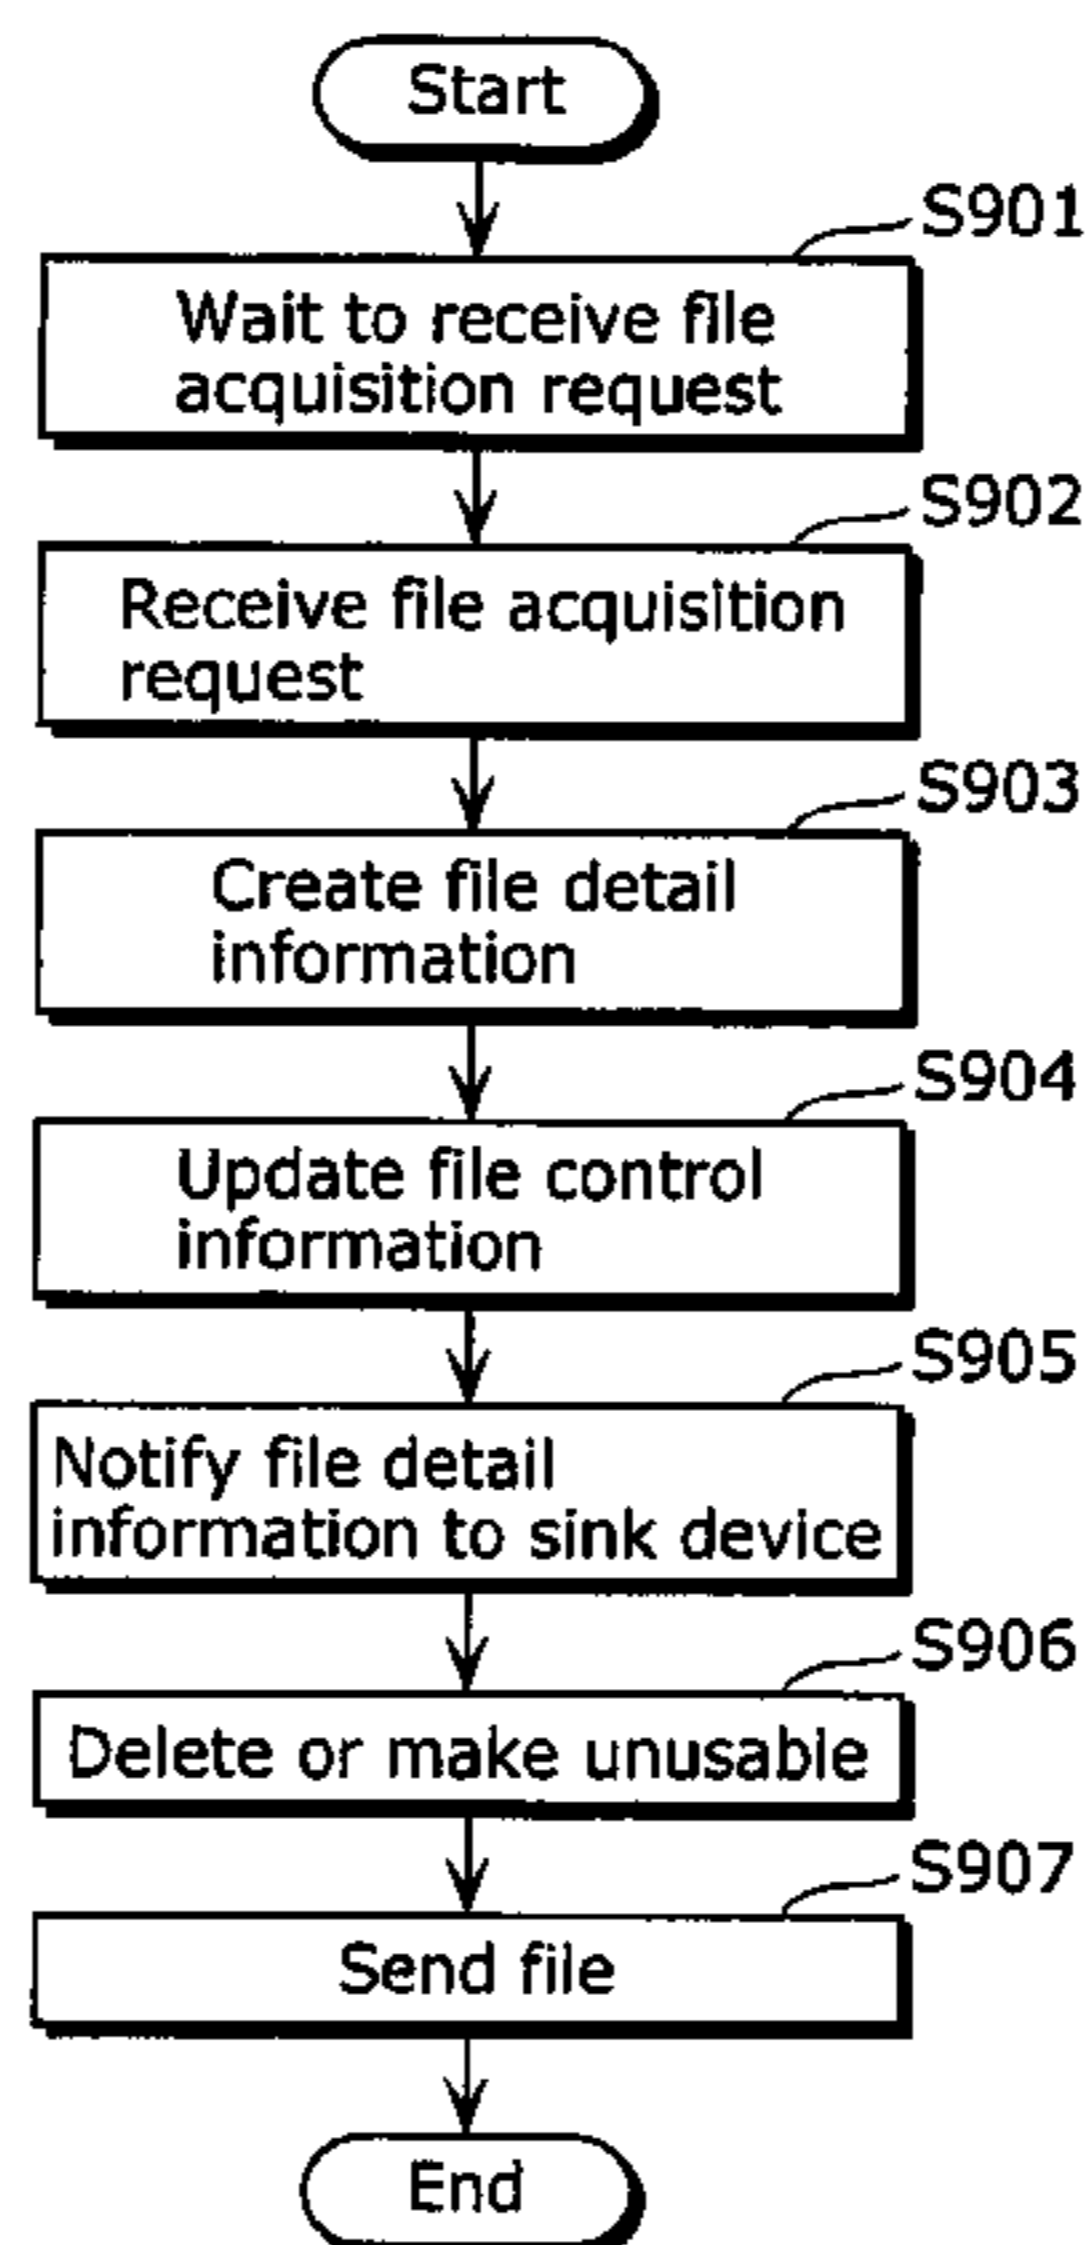 Start
S901
Wait to receive file
acquisition request
S902
Receive file acquisition
request
S903
Create file detail
information
S904
Update file control
information
S905
Notify file detail
information to sink device
S906
Delete or make unusable
S907
Send file
End